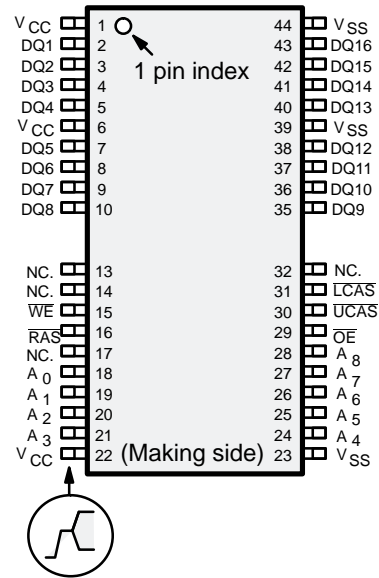 VCC 1 44 VSS
DQ1 2 43 DQ16
DQ2 3 1 pin index 42 DQ15
DQ3 4 41 DQ14
DQ4 5 40 DQ13
VCC 6 39 VSS
DQ5 7 38 DQ12
DQ6 8 37 DQ11
DQ7 9 36 DQ10
DQ8 10 35 DQ9
NC. 13 32 NC.
NC. 14 31 LCAS
WE 15 30 UCAS
RAS 16 29 OE
NC. 17 28 A8
A0 18 27 A7
A1 19 26 A6
A2 20 25 A5
A3 21 24 A4
VCC 22 (Making side) 23 VSS